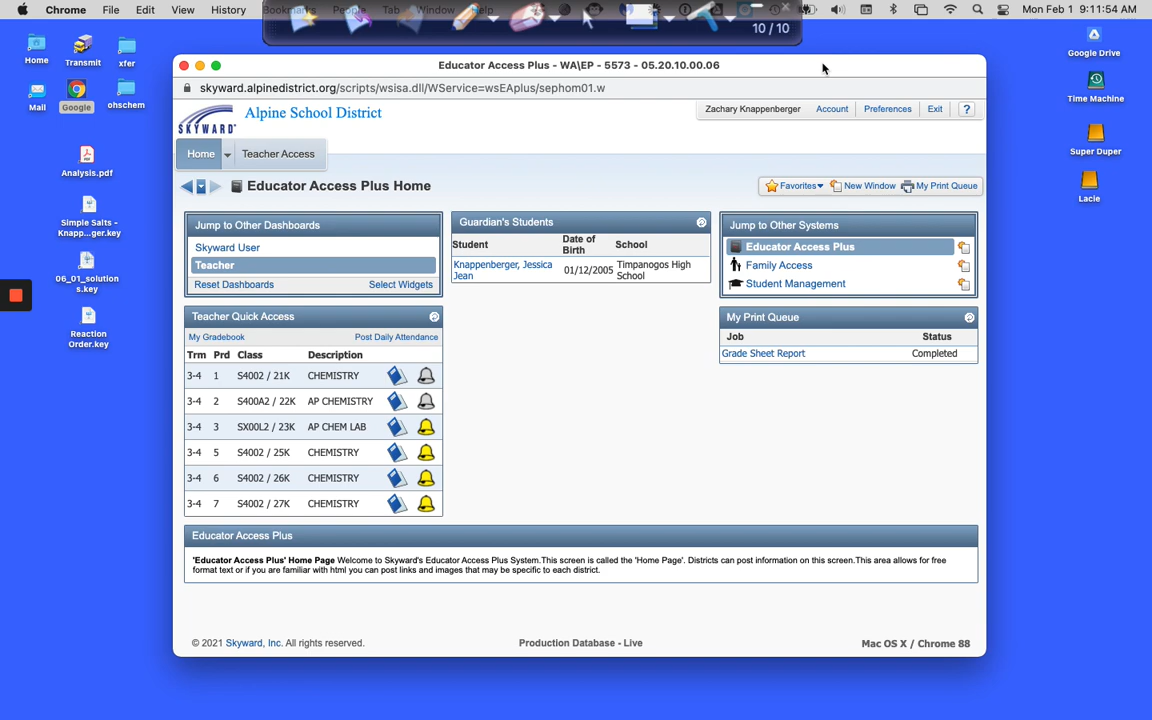 Chrome File Edit View History Bookmarks People Tab Window Help Mon Feb 1 9:11:54 AM
10/10
Home Transmit xfer
Mail Google ohschem
Analysis.pdf
Simple Salts -
Knapp...ger.key
06_01_solution
s.key
Reaction
Order.key
Google Drive
Time Machine
Super Duper
Lacie
Educator Access Plus - WA\EP - 5573 - 05.20.10.00.06
skyward.alpinedistrict.org/scripts/wsisa.dll/WService=wsEAplus/sephom01.w
SKYWARD Alpine School District
Zachary Knappenberger Account Preferences Exit ?
Home Teacher Access
Educator Access Plus Home
Favorites New Window My Print Queue
Jump to Other Dashboards
Skyward User
Teacher
Reset Dashboards Select Widgets
Teacher Quick Access
My Gradebook Post Daily Attendance
Trm Prd Class Description
3-4 1 S4002 / 21K CHEMISTRY
3-4 2 S400A2 / 22K AP CHEMISTRY
3-4 3 SX00L2 / 23K AP CHEM LAB
3-4 5 S4002 / 25K CHEMISTRY
3-4 6 S4002 / 26K CHEMISTRY
3-4 7 S4002 / 27K CHEMISTRY
Guardian's Students
Student Date of Birth School
Knappenberger, Jessica Jean 01/12/2005 Timpanogos High School
Jump to Other Systems
Educator Access Plus
Family Access
Student Management
My Print Queue
Job Status
Grade Sheet Report Completed
Educator Access Plus
'Educator Access Plus' Home Page Welcome to Skyward's Educator Access Plus System.This screen is called the 'Home Page'. Districts can post information on this screen.This area allows for free
format text or if you are familiar with html you can post links and images that may be specific to each district.
© 2021 Skyward, Inc. All rights reserved. Production Database - Live Mac OS X / Chrome 88